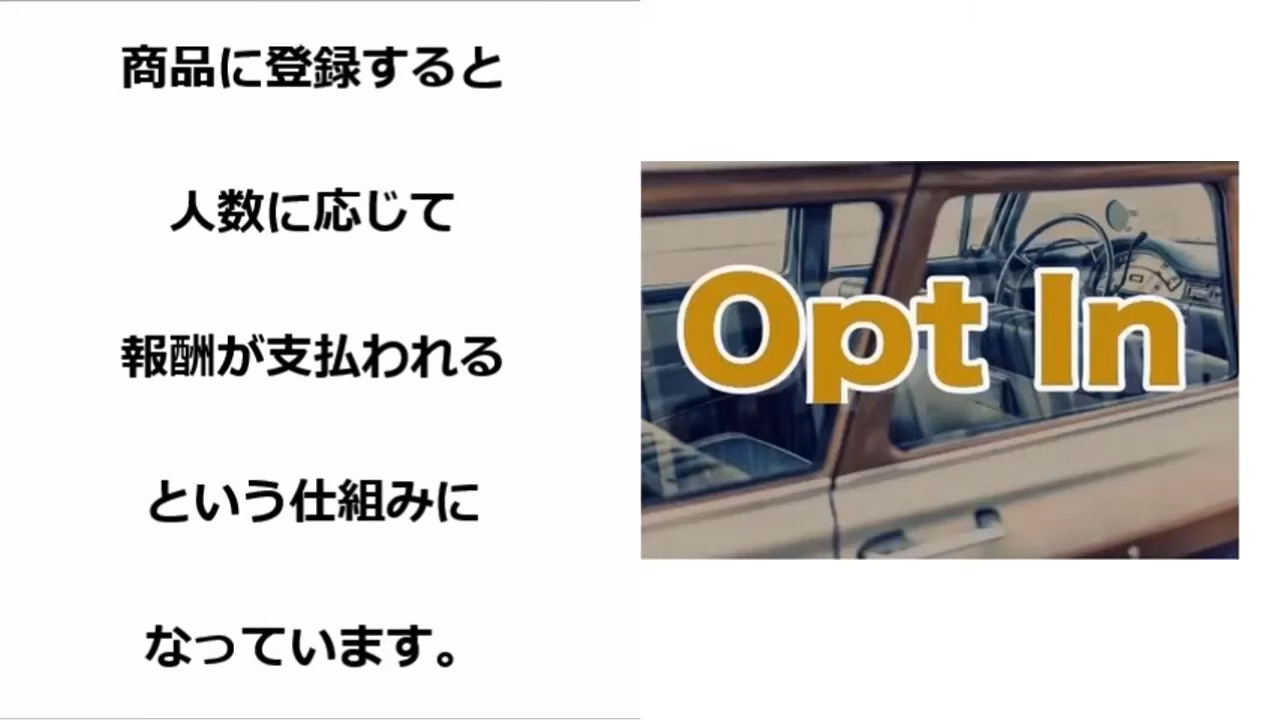 商品に登録すると
人数に応じて
報酬が支払われる
という仕組みに
なっています。
Opt In